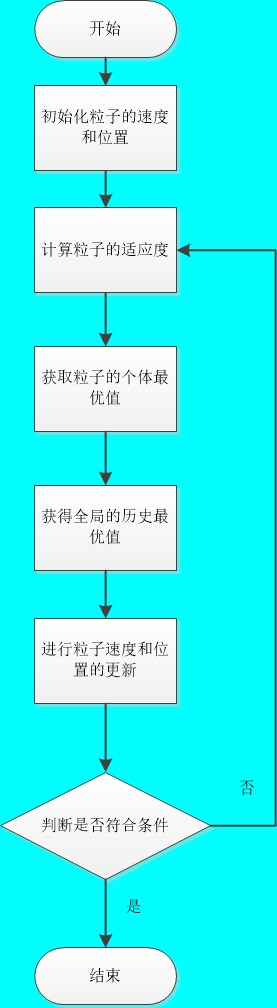 开始
初始化粒子的速度
和位置
计算粒子的适应度
获取粒子的个体最
优值
获得全局的历史最
优值
进行粒子速度和位
置的更新
判断是否符合条件
否
是
结束